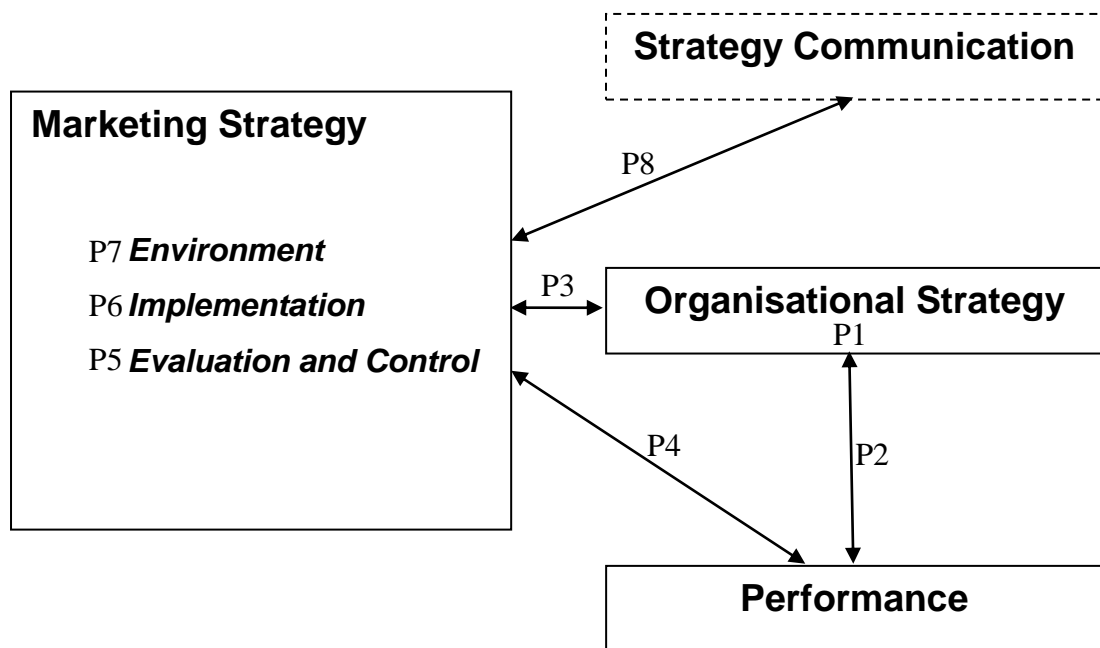 Strategy Communication
Marketing Strategy
P8
P7 Environment
P6 Implementation
P5 Evaluation and Control
P3
Organisational Strategy
P1
P4
P2
Performance